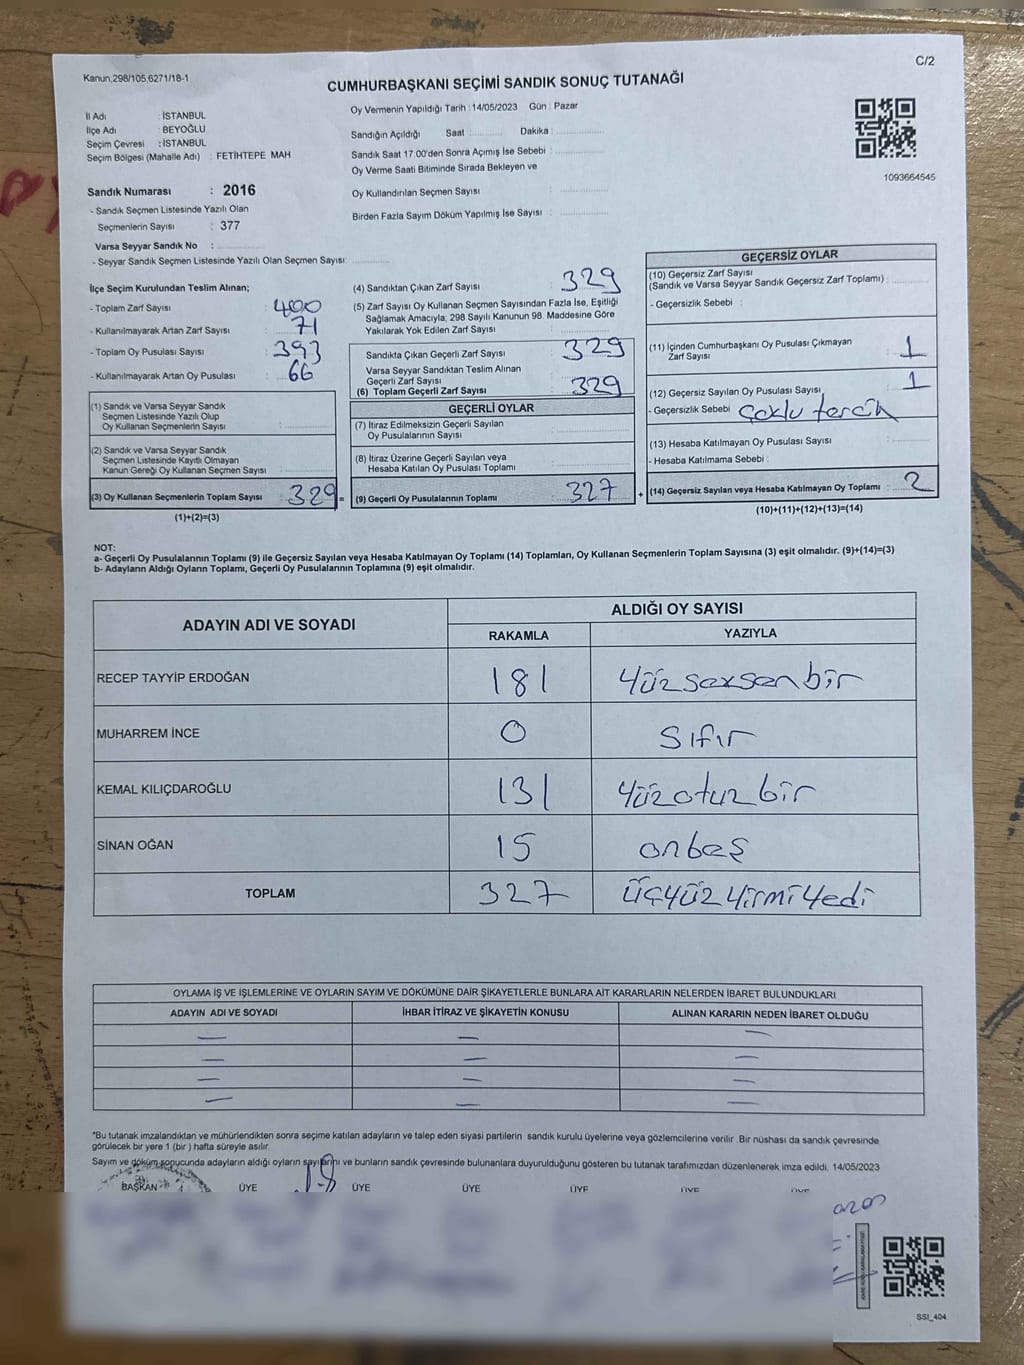 C/2
Kanun;298/105,6271/18-1
CUMHURBAŞKANI SEÇİMİ SANDIK SONUÇ TUTANAĞI
İl Adı : İSTANBUL
İlçe Adı : BEYOĞLU
Seçim Çevresi : İSTANBUL
Seçim Bölgesi (Mahalle Adı) : FETİHTEPE MAH
Oy Vermenin Yapıldığı Tarih : 14/05/2023 Gün : Pazar
Sandığın Açıldığı Saat Dakika :
Sandık Saat 17:00'den Sonra Açımış İse Sebebi :
Oy Verme Saati Bitiminde Sırada Bekleyen ve
Oy Kullandırılan Seçmen Sayısı :
Birden Fazla Sayım Döküm Yapılmış İse Sayısı :
1093664545
Sandık Numarası : 2016
- Sandık Seçmen Listesinde Yazılı Olan
Seçmenlerin Sayısı : 377
Varsa Seyyar Sandık No :
- Seyyar Sandık Seçmen Listesinde Yazılı Olan Seçmen Sayısı:
İlçe Seçim Kurulundan Teslim Alınan;
- Toplam Zarf Sayısı : 400
- Kullanılmayarak Artan Zarf Sayısı : 71
- Toplam Oy Pusulası Sayısı : 393
- Kullanılmayarak Artan Oy Pusulası : 66
(1) Sandık ve Varsa Seyyar Sandık
Seçmen Listesinde Yazılı Olup
Oy Kullanan Seçmenlerin Sayısı :
(2) Sandık ve Varsa Seyyar Sandık
Seçmen Listesinde Kayıtlı Olmayan
Kanun Gereği Oy Kullanan Seçmen Sayısı :
(3) Oy Kullanan Seçmenlerin Toplam Sayısı : 329 =
(1)+(2)=(3)
(4) Sandıktan Çıkan Zarf Sayısı : 329
(5) Zarf Sayısı Oy Kullanan Seçmen Sayısından Fazla İse, Eşitliği
Sağlamak Amacıyla; 298 Sayılı Kanunun 98. Maddesine Göre
Yakılarak Yok Edilen Zarf Sayısı :
Sandıkta Çıkan Geçerli Zarf Sayısı : 329
Varsa Seyyar Sandıktan Teslim Alınan
Geçerli Zarf Sayısı :
(6) Toplam Geçerli Zarf Sayısı : 329
GEÇERLİ OYLAR
(7) İtiraz Edilmeksizin Geçerli Sayılan
Oy Pusulalarının Sayısı :
(8) İtiraz Üzerine Geçerli Sayılan veya
Hesaba Katılan Oy Pusulası Toplamı :
(9) Geçerli Oy Pusulalarının Toplamı : 327 +
GEÇERSİZ OYLAR
(10) Geçersiz Zarf Sayısı
(Sandık ve Varsa Seyyar Sandık Geçersiz Zarf Toplamı) :
- Geçersizlik Sebebi :
(11) İçinden Cumhurbaşkanı Oy Pusulası Çıkmayan
Zarf Sayısı : 1
(12) Geçersiz Sayılan Oy Pusulası Sayısı : 1
- Geçersizlik Sebebi : çoklu tercih
(13) Hesaba Katılmayan Oy Pusulası Sayısı :
- Hesaba Katılmama Sebebi :
(14) Geçersiz Sayılan veya Hesaba Katılmayan Oy Toplamı : 2
(10)+(11)+(12)+(13)=(14)
NOT:
a- Geçerli Oy Pusulalarının Toplamı (9) ile Geçersiz Sayılan veya Hesaba Katılmayan Oy Toplamı (14) Toplamları, Oy Kullanan Seçmenlerin Toplam Sayısına (3) eşit olmalıdır. (9)+(14)=(3)
b- Adayların Aldığı Oyların Toplamı, Geçerli Oy Pusulalarının Toplamına (9) eşit olmalıdır.
ADAYIN ADI VE SOYADI ALDIĞI OY SAYISI
RAKAMLA YAZIYLA
RECEP TAYYİP ERDOĞAN 181 Yüzseksenbir
MUHARREM İNCE 0 Sıfır
KEMAL KILIÇDAROĞLU 131 Yüzotuzbir
SİNAN OĞAN 15 onbeş
TOPLAM 327 üçyüzyirmiyedi
OYLAMA İŞ VE İŞLEMLERİNE VE OYLARIN SAYIM VE DÖKÜMÜNE DAİR ŞİKAYETLERLE BUNLARA AİT KARARLARIN NELERDEN İBARET BULUNDUKLARI
ADAYIN ADI VE SOYADI İHBAR İTİRAZ VE ŞİKAYETİN KONUSU ALINAN KARARIN NEDEN İBARET OLDUĞU
*Bu tutanak imzalandıktan ve mühürlendikten sonra seçime katılan adayların ve talep eden siyasi partilerin sandık kurulu üyelerine veya gözlemcilerine verilir. Bir nüshası da sandık çevresinde
görülecek bir yere 1 (bir ) hafta süreyle asılır.
Sayım ve döküm sonucunda adayların aldığı oyların sayılarını ve bunların sandık çevresinde bulunanlara duyurulduğunu gösteren bu tutanak tarafımızdan düzenlenerek imza edildi. 14/05/2023
BAŞKAN ÜYE ÜYE ÜYE ÜYE ÜYE ÜYE
SSİ_404